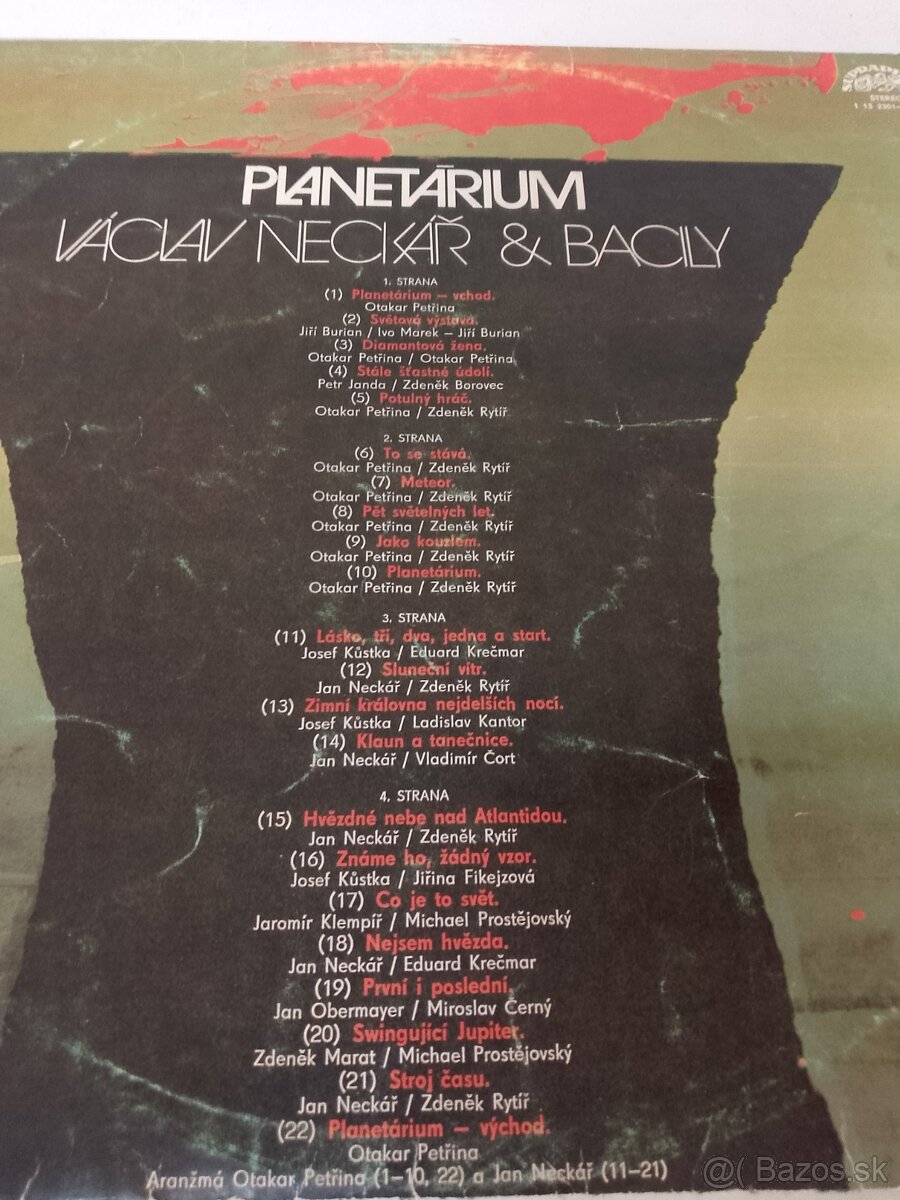 SUPRAPHON
STEREO
1 13 2301-
PLANETÁRIUM
VÁCLAV NECKÁŘ & BACILY
1. STRANA
(1) Planetárium — vchod.
Otakar Petřina
(2) Světová výstava.
Jiří Burian / Ivo Marek — Jiří Burian
(3) Diamantová žena.
Otakar Petřina / Otakar Petřina
(4) Stále šťastné údolí.
Petr Janda / Zdeněk Borovec
(5) Potulný hráč.
Otakar Petřina / Zdeněk Rytíř
2. STRANA
(6) To se stává.
Otakar Petřina / Zdeněk Rytíř
(7) Meteor.
Otakar Petřina / Zdeněk Rytíř
(8) Pět světelných let.
Otakar Petřina / Zdeněk Rytíř
(9) Jako kouzlem.
Otakar Petřina / Zdeněk Rytíř
(10) Planetárium.
Otakar Petřina / Zdeněk Rytíř
3. STRANA
(11) Lásko, tři, dva, jedna a start.
Josef Kůstka / Eduard Krečmar
(12) Sluneční vítr.
Jan Neckář / Zdeněk Rytíř
(13) Zimní královna nejdelších nocí.
Josef Kůstka / Ladislav Kantor
(14) Klaun a tanečnice.
Jan Neckář / Vladimír Čort
4. STRANA
(15) Hvězdné nebe nad Atlantidou.
Jan Neckář / Zdeněk Rytíř
(16) Známe ho, žádný vzor.
Josef Kůstka / Jiřina Fikejzová
(17) Co je to svět.
Jaromír Klempíř / Michael Prostějovský
(18) Nejsem hvězda.
Jan Neckář / Eduard Krečmar
(19) První i poslední.
Jan Obermayer / Miroslav Černý
(20) Swingující Jupiter.
Zdeněk Marat / Michael Prostějovský
(21) Stroj času.
Jan Neckář / Zdeněk Rytíř
(22) Planetárium — východ.
Otakar Petřina
Aranžmá Otakar Petřina (1—10, 22) a Jan Neckář (11—21)
@( Bazos.sk